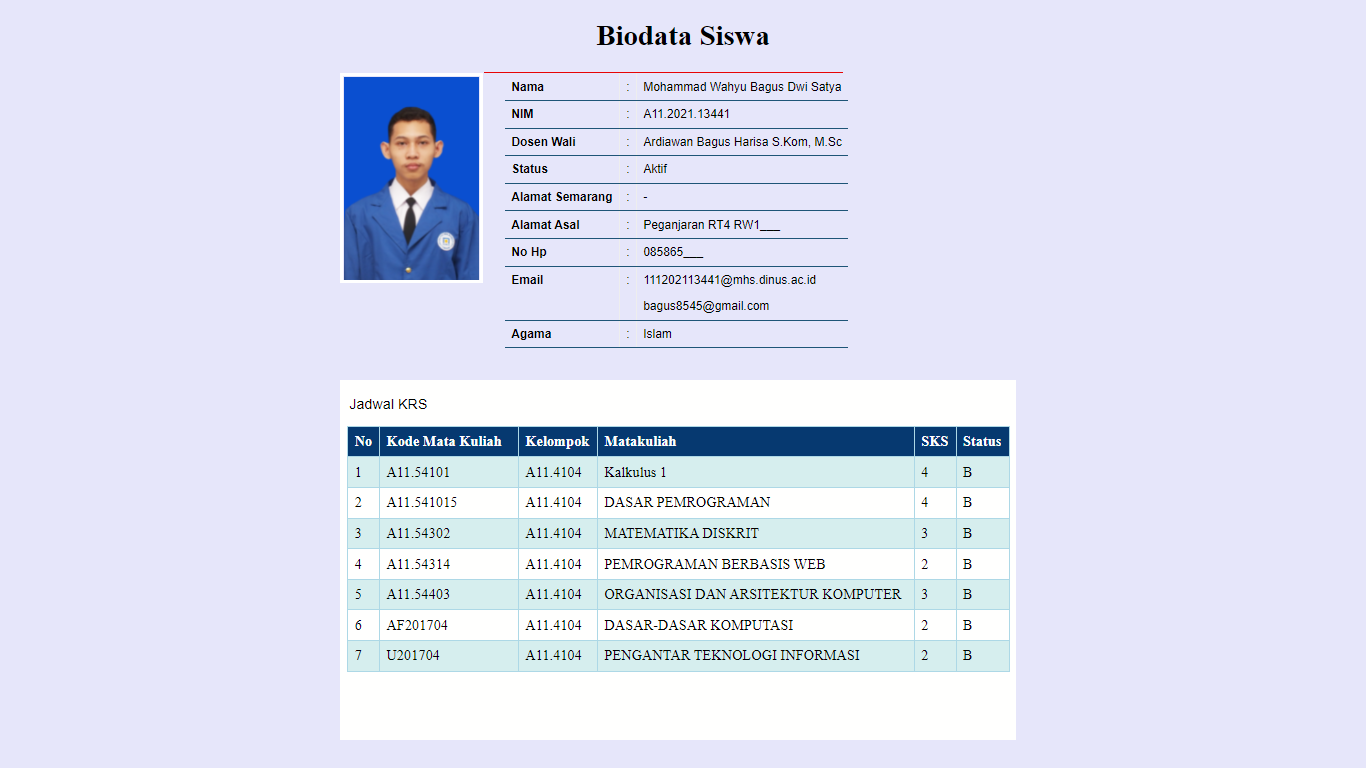 Biodata Siswa
Nama : Mohammad Wahyu Bagus Dwi Satya
NIM : A11.2021.13441
Dosen Wali : Ardiawan Bagus Harisa S.Kom, M.Sc
Status : Aktif
Alamat Semarang : -
Alamat Asal : Peganjaran RT4 RW1___
No Hp : 085865___
Email : 111202113441@mhs.dinus.ac.id
bagus8545@gmail.com
Agama : Islam
Jadwal KRS
No Kode Mata Kuliah Kelompok Matakuliah SKS Status
1 A11.54101 A11.4104 Kalkulus 1 4 B
2 A11.541015 A11.4104 DASAR PEMROGRAMAN 4 B
3 A11.54302 A11.4104 MATEMATIKA DISKRIT 3 B
4 A11.54314 A11.4104 PEMROGRAMAN BERBASIS WEB 2 B
5 A11.54403 A11.4104 ORGANISASI DAN ARSITEKTUR KOMPUTER 3 B
6 AF201704 A11.4104 DASAR-DASAR KOMPUTASI 2 B
7 U201704 A11.4104 PENGANTAR TEKNOLOGI INFORMASI 2 B